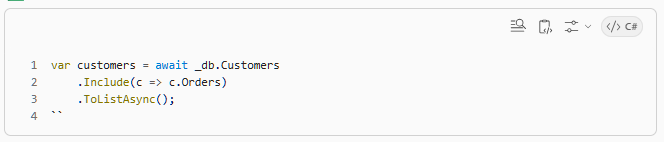 </> C#
1 var customers = await _db.Customers
2     .Include(c => c.Orders)
3     .ToListAsync();
4 ``